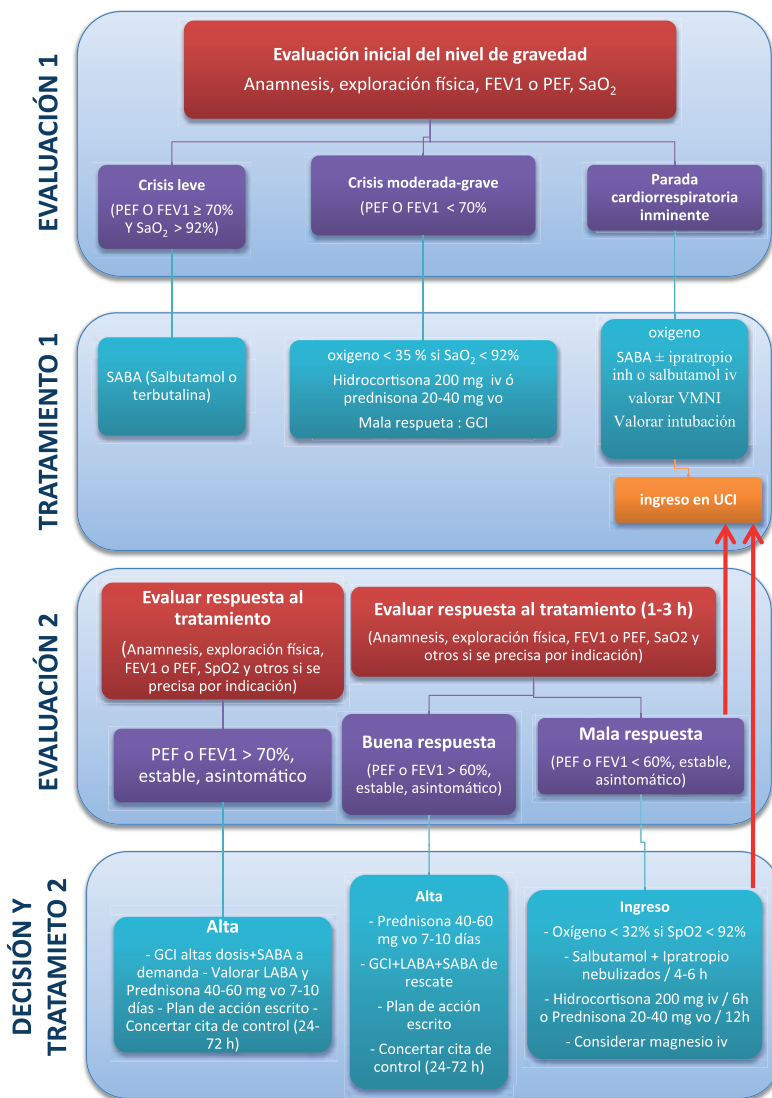 EVALUACIÓN 1
Evaluación inicial del nivel de gravedad
Anamnesis, exploración física, FEV1 o PEF, SaO2
Crisis leve
(PEF O FEV1 ≥ 70%
Y SaO2 > 92%)
Crisis moderada-grave
(PEF O FEV1 < 70%
Parada
cardiorrespiratoria
inminente
TRATAMIENTO 1
SABA (Salbutamol o
terbutalina)
oxigeno < 35 % si SaO2 < 92%
Hidrocortisona 200 mg iv ó
prednisona 20-40 mg vo
Mala respueta : GCI
oxigeno
SABA ± ipratropio
inh o salbutamol iv
valorar VMNI
Valorar intubación
ingreso en UCI
EVALUACIÓN 2
Evaluar respuesta al
tratamiento
(Anamnesis, exploración física,
FEV1 o PEF, SpO2 y otros si se
precisa por indicación)
Evaluar respuesta al tratamiento (1-3 h)
(Anamnesis, exploración física, FEV1 o PEF, SaO2 y
otros si se precisa por indicación)
PEF o FEV1 > 70%,
estable, asintomático
Buena respuesta
(PEF o FEV1 > 60%,
estable, asintomático)
Mala respuesta
(PEF o FEV1 < 60%, estable,
asintomático)
DECISIÓN Y
TRATAMIETO 2
Alta
- GCI altas dosis+SABA a
demanda - Valorar LABA y
Prednisona 40-60 mg vo 7-10
días - Plan de acción escrito -
Concertar cita de control (24-
72 h)
Alta
- Prednisona 40-60
mg vo 7-10 días
- GCI+LABA+SABA de
rescate
- Plan de acción
escrito
- Concertar cita de
control (24-72 h)
Ingreso
- Oxígeno < 32% si SpO2 < 92%
- Salbutamol + Ipratropio
nebulizados / 4-6 h
- Hidrocortisona 200 mg iv / 6h
o Prednisona 20-40 mg vo / 12h
- Considerar magnesio iv